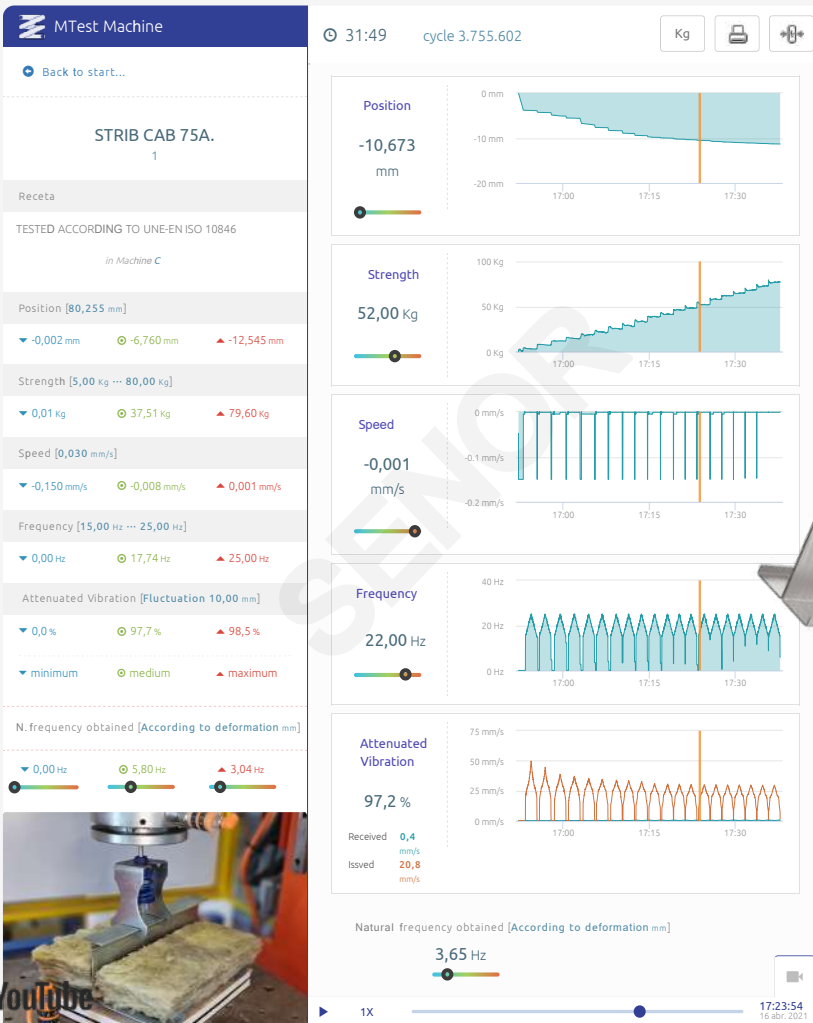 MTest Machine
Back to start...
STRIB CAB 75A.
1
Receta
TESTED ACCORDING TO UNE-EN ISO 10846
in Machine C
Position [80,255 mm]
-0,002 mm -6,760 mm -12,545 mm
Strength [5,00 Kg ··· 80,00 Kg]
0,01 Kg 37,51 Kg 79,60 Kg
Speed [0,030 mm/s]
-0,150 mm/s -0,008 mm/s 0,001 mm/s
Frequency [15,00 Hz ··· 25,00 Hz]
0,00 Hz 17,74 Hz 25,00 Hz
Attenuated Vibration [Fluctuation 10,00 mm]
0,0 % 97,7 % 98,5 %
minimum medium maximum
N. frequency obtained [According to deformation mm]
0,00 Hz 5,80 Hz 3,04 Hz
YouTube
31:49 cycle 3.755.602 Kg
Position
-10,673
mm
0 mm
-10 mm
-20 mm
17:00 17:15 17:30
Strength
52,00 Kg
100 Kg
50 Kg
0 Kg
17:00 17:15 17:30
Speed
-0,001
mm/s
0 mm/s
-0.1 mm/s
-0.2 mm/s
17:00 17:15 17:30
Frequency
22,00 Hz
40 Hz
20 Hz
0 Hz
17:00 17:15 17:30
Attenuated
Vibration
97,2 %
Received 0,4
mm/s
Issved 20,8
mm/s
75 mm/s
50 mm/s
25 mm/s
0 mm/s
17:00 17:15 17:30
Natural frequency obtained [According to deformation mm]
3,65 Hz
1X
17:23:54
16 abr. 2021
SENOR